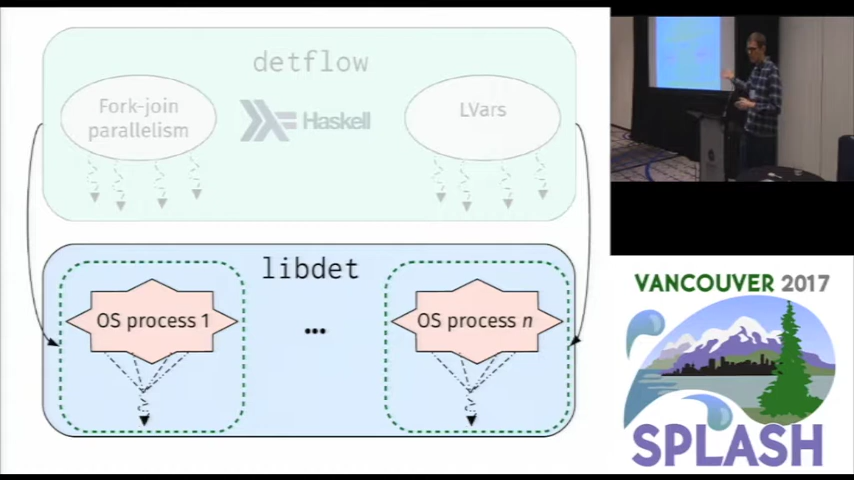 detflow
Fork-join
parallelism
Haskell
LVars
libdet
OS process 1
...
OS process n
VANCOUVER 2017
SPLASH